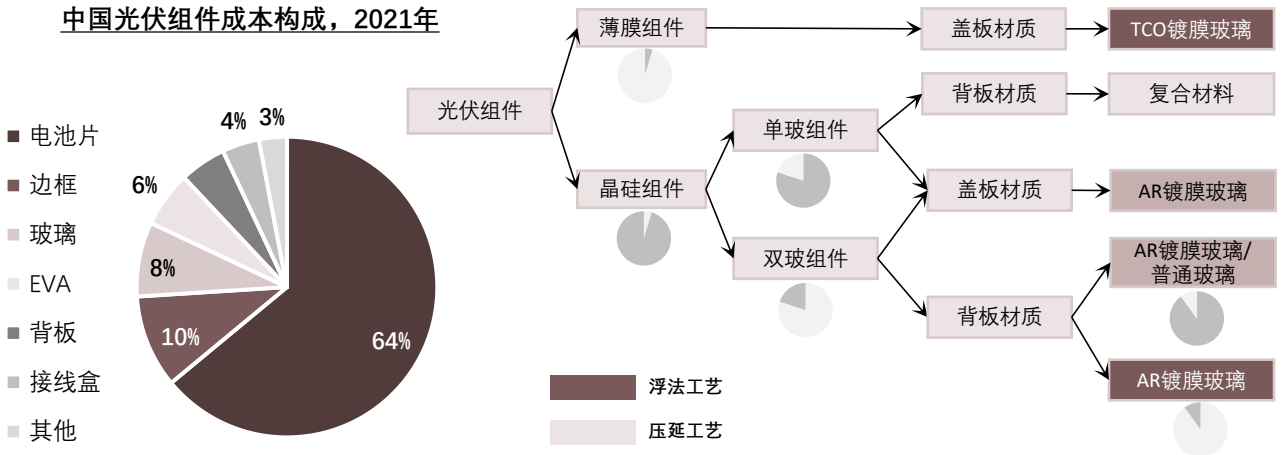 中国光伏组件成本构成，2021年
电池片
边框
玻璃
EVA
背板
接线盒
其他
64%
10%
8%
6%
4%
3%
光伏组件
薄膜组件
晶硅组件
单玻组件
双玻组件
盖板材质
TCO镀膜玻璃
背板材质
复合材料
盖板材质
AR镀膜玻璃
背板材质
AR镀膜玻璃/
普通玻璃
AR镀膜玻璃
浮法工艺
压延工艺